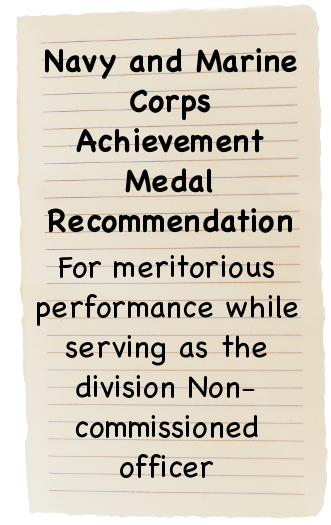 Navy and Marine
Corps
Achievement
Medal
Recommendation
For meritorious
performance while
serving as the
division Non-
commissioned
officer